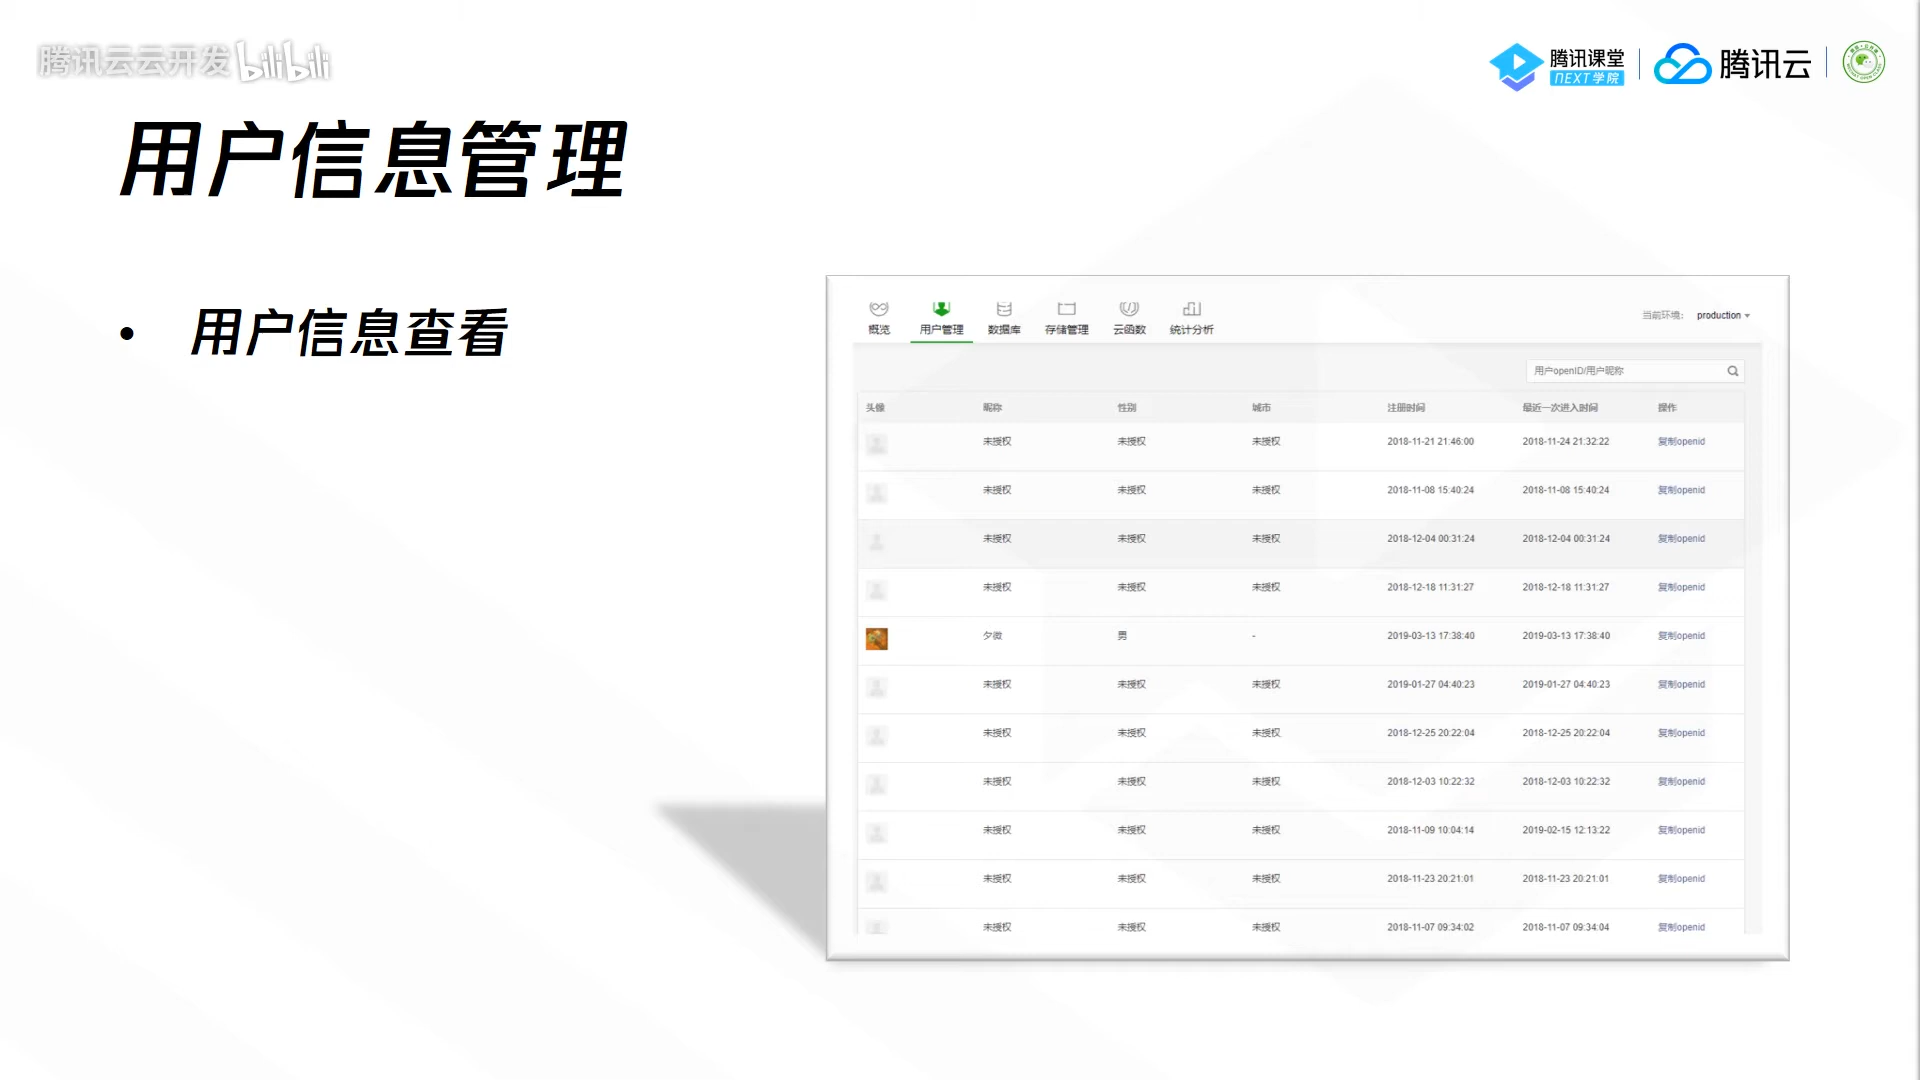 腾讯云云开发 bilibili
腾讯课堂
NEXT学院
腾讯云
用户信息管理
• 用户信息查看
概览 用户管理 数据库 存储管理 云函数 统计分析 当前环境: production
用户openID/用户昵称
头像 昵称 性别 城市 注册时间 最近一次进入时间 操作
未授权 未授权 未授权 2018-11-21 21:46:00 2018-11-24 21:32:22 复制openid
未授权 未授权 未授权 2018-11-08 15:40:24 2018-11-08 15:40:24 复制openid
未授权 未授权 未授权 2018-12-04 00:31:24 2018-12-04 00:31:24 复制openid
未授权 未授权 未授权 2018-12-18 11:31:27 2018-12-18 11:31:27 复制openid
夕微 男 - 2019-03-13 17:38:40 2019-03-13 17:38:40 复制openid
未授权 未授权 未授权 2019-01-27 04:40:23 2019-01-27 04:40:23 复制openid
未授权 未授权 未授权 2018-12-25 20:22:04 2018-12-25 20:22:04 复制openid
未授权 未授权 未授权 2018-12-03 10:22:32 2018-12-03 10:22:32 复制openid
未授权 未授权 未授权 2018-11-09 10:04:14 2019-02-15 12:13:22 复制openid
未授权 未授权 未授权 2018-11-23 20:21:01 2018-11-23 20:21:01 复制openid
未授权 未授权 未授权 2018-11-07 09:34:02 2018-11-07 09:34:04 复制openid